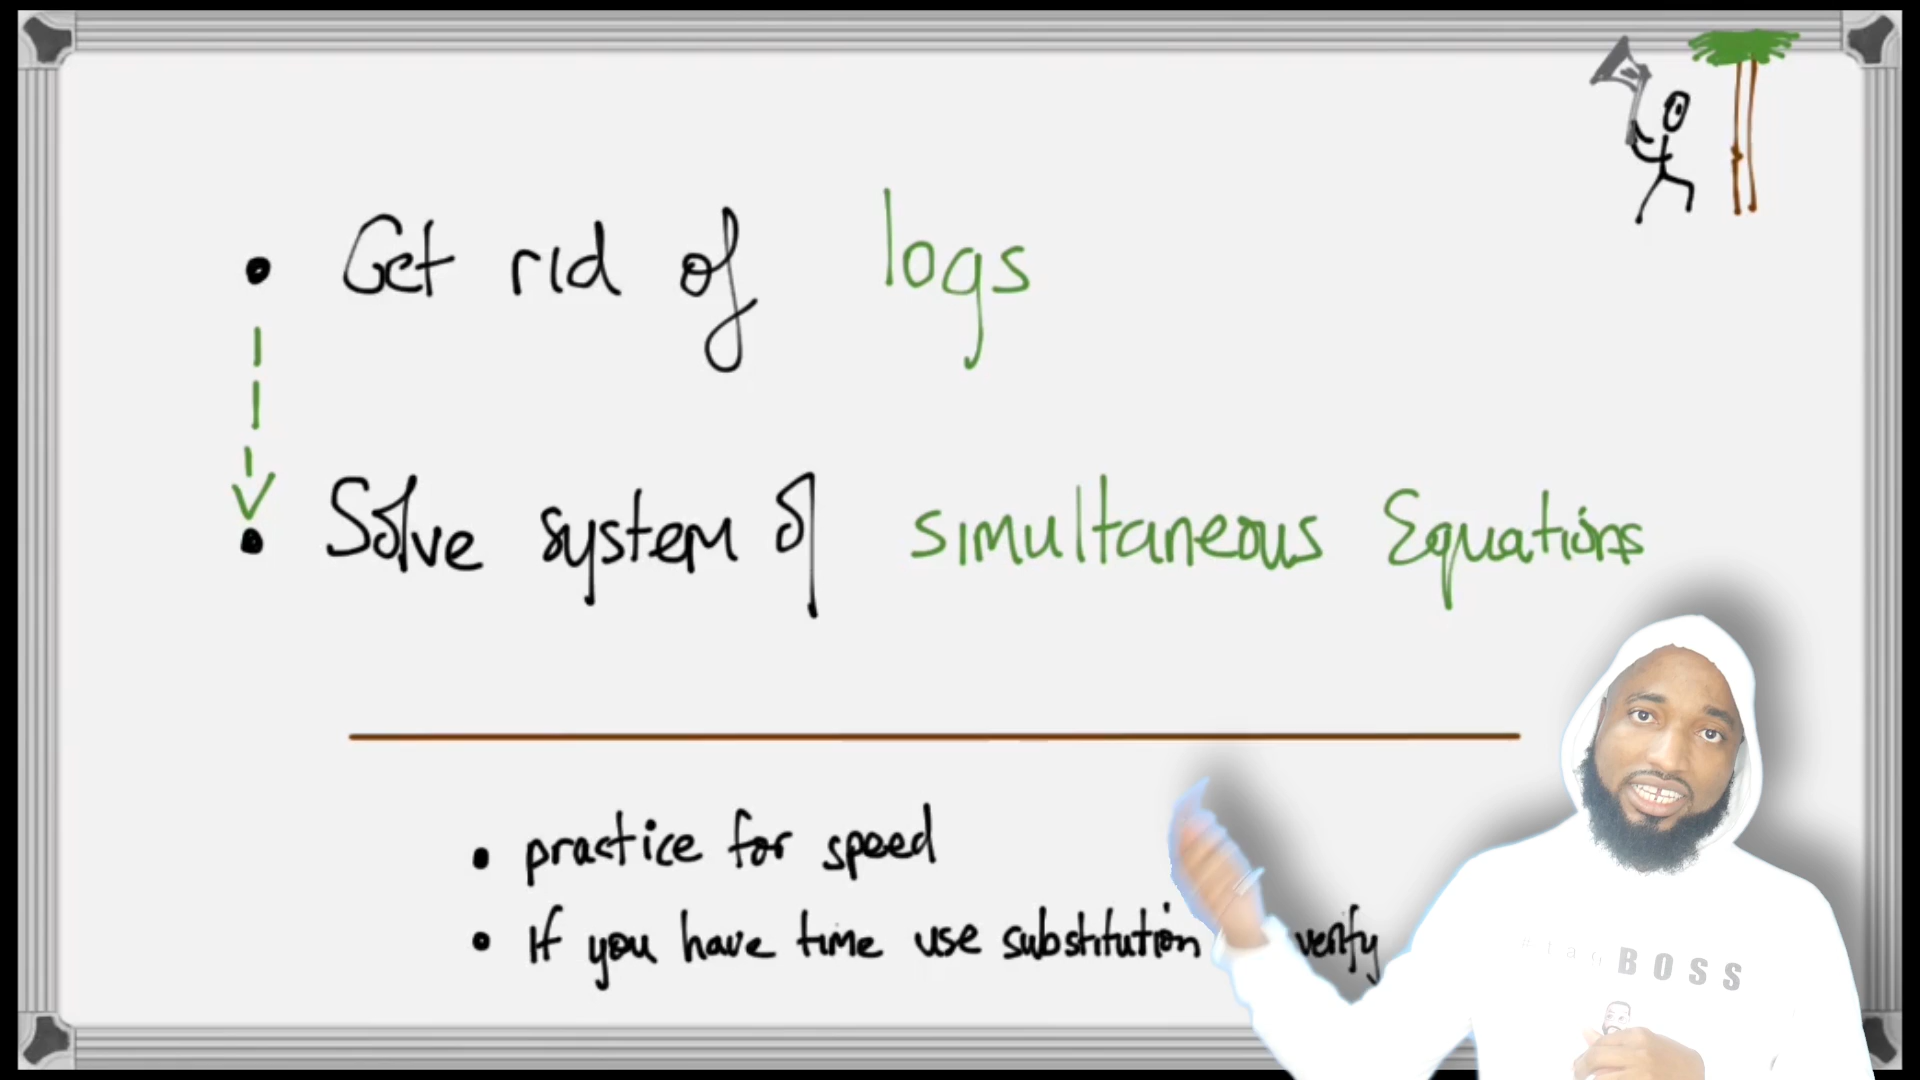 • Get rid of logs
• Solve system of simultaneous Equations
• practice for speed
• If you have time use substitution verify
# tag BOSS